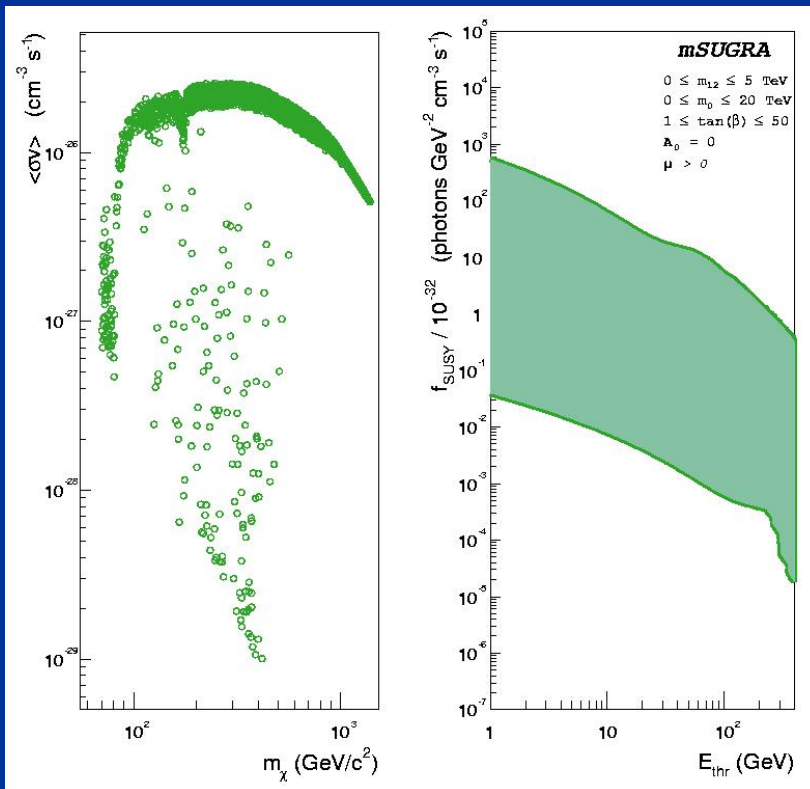 <σv> (cm⁻³ s⁻¹)
10⁻²⁶
10⁻²⁷
10⁻²⁸
10⁻²⁹
10²
10³
mχ (GeV/c²)
f_SUSY / 10⁻³² (photons GeV⁻² cm⁻³ s⁻¹)
10⁵
10⁴
10³
10²
10
1
10⁻¹
10⁻²
10⁻³
10⁻⁴
10⁻⁵
10⁻⁶
10⁻⁷
mSUGRA
0 ≤ m₁₂ ≤ 5 TeV
0 ≤ m₀ ≤ 20 TeV
1 ≤ tan(β) ≤ 50
A₀ = 0
μ > 0
1
10
10²
E_thr (GeV)